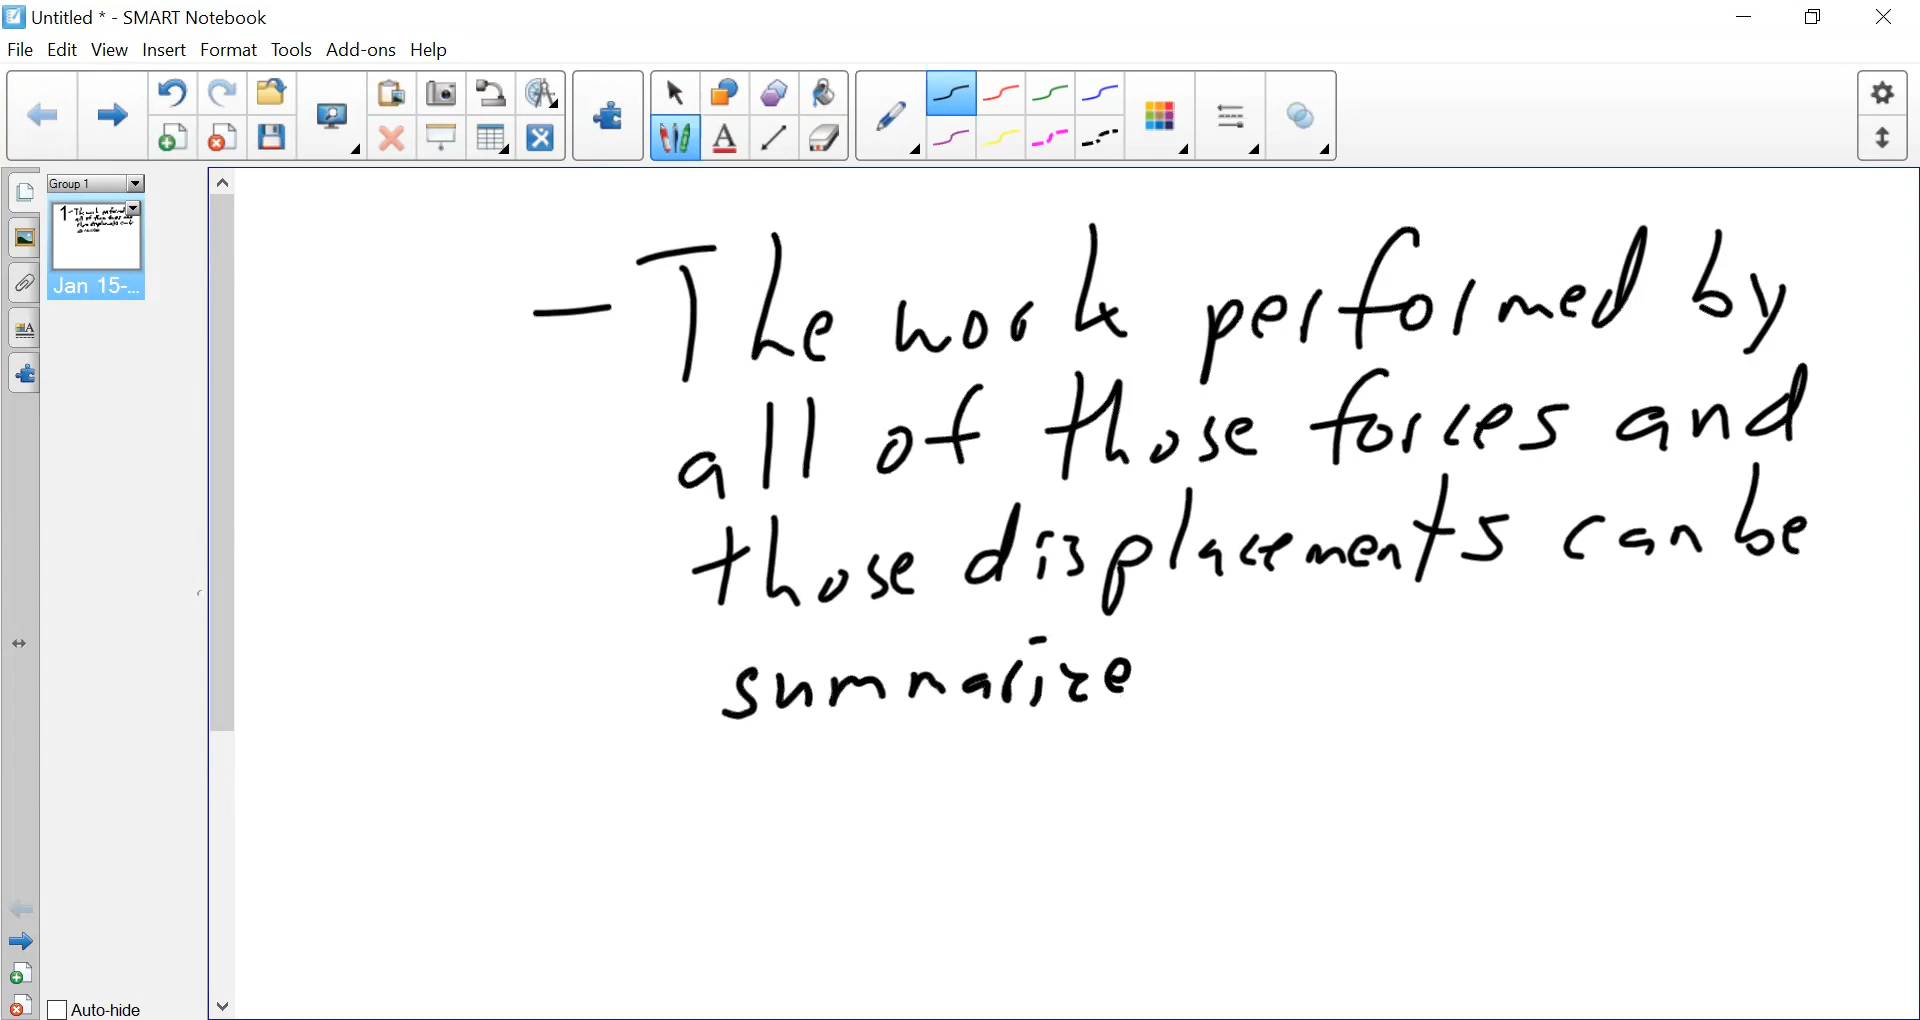 Untitled * - SMART Notebook
File Edit View Insert Format Tools Add-ons Help
Group 1
Jan 15-...
Auto-hide
- The work performed by
all of those forces and
those displacements can be
summarize